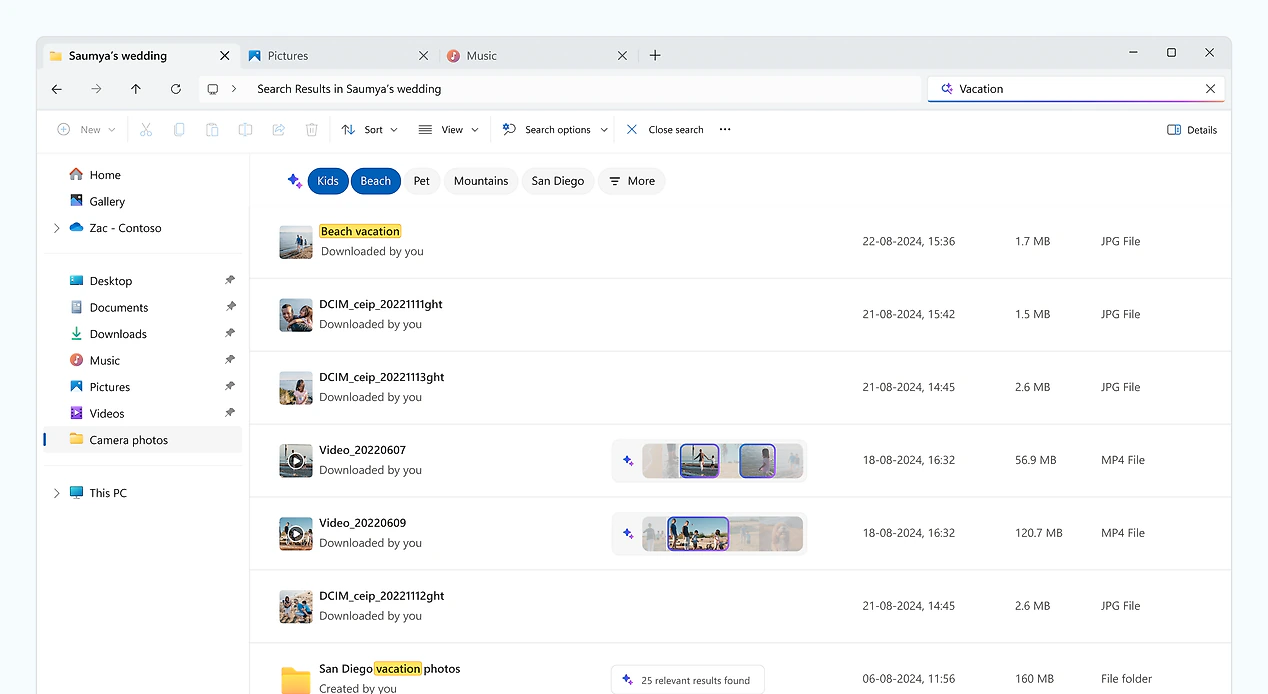 Saumya's wedding
Pictures
Music
Search Results in Saumya's wedding
Vacation
New
Sort
View
Search options
Close search
Details
Home
Gallery
Zac - Contoso
Desktop
Documents
Downloads
Music
Pictures
Videos
Camera photos
This PC
Kids Beach Pet Mountains San Diego More
Beach vacation
Downloaded by you
22-08-2024, 15:36 1.7 MB JPG File
DCIM_ceip_20221111ght
Downloaded by you
21-08-2024, 15:42 1.5 MB JPG File
DCIM_ceip_20221113ght
Downloaded by you
21-08-2024, 14:45 2.6 MB JPG File
Video_20220607
Downloaded by you
18-08-2024, 16:32 56.9 MB MP4 File
Video_20220609
Downloaded by you
18-08-2024, 16:32 120.7 MB MP4 File
DCIM_ceip_20221112ght
Downloaded by you
21-08-2024, 14:45 2.6 MB JPG File
San Diego vacation photos
Created by you
25 relevant results found
06-08-2024, 11:56 160 MB File folder